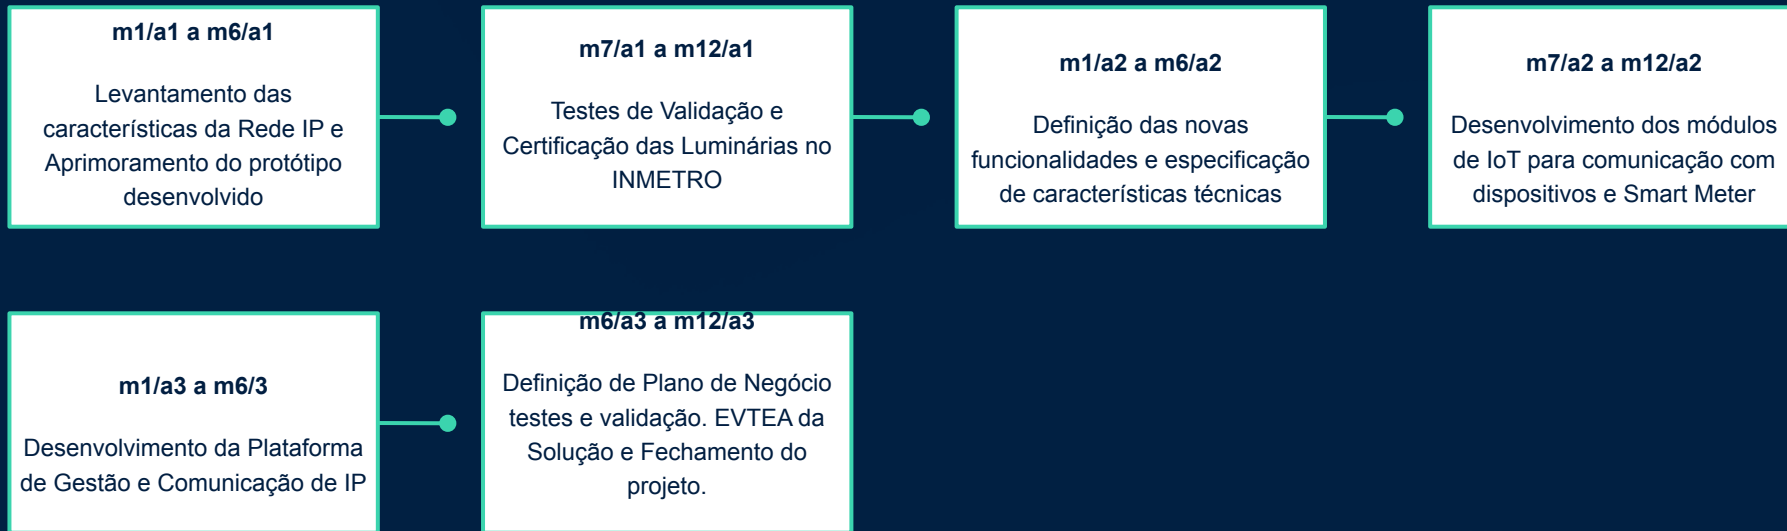 m1/a1 a m6/a1
Levantamento das
características da Rede IP e
Aprimoramento do protótipo
desenvolvido
m7/a1 a m12/a1
Testes de Validação e
Certificação das Luminárias no
INMETRO
m1/a2 a m6/a2
Definição das novas
funcionalidades e especificação
de características técnicas
m7/a2 a m12/a2
Desenvolvimento dos módulos
de IoT para comunicação com
dispositivos e Smart Meter
m1/a3 a m6/3
Desenvolvimento da Plataforma
de Gestão e Comunicação de IP
m6/a3 a m12/a3
Definição de Plano de Negócio
testes e validação. EVTEA da
Solução e Fechamento do
projeto.